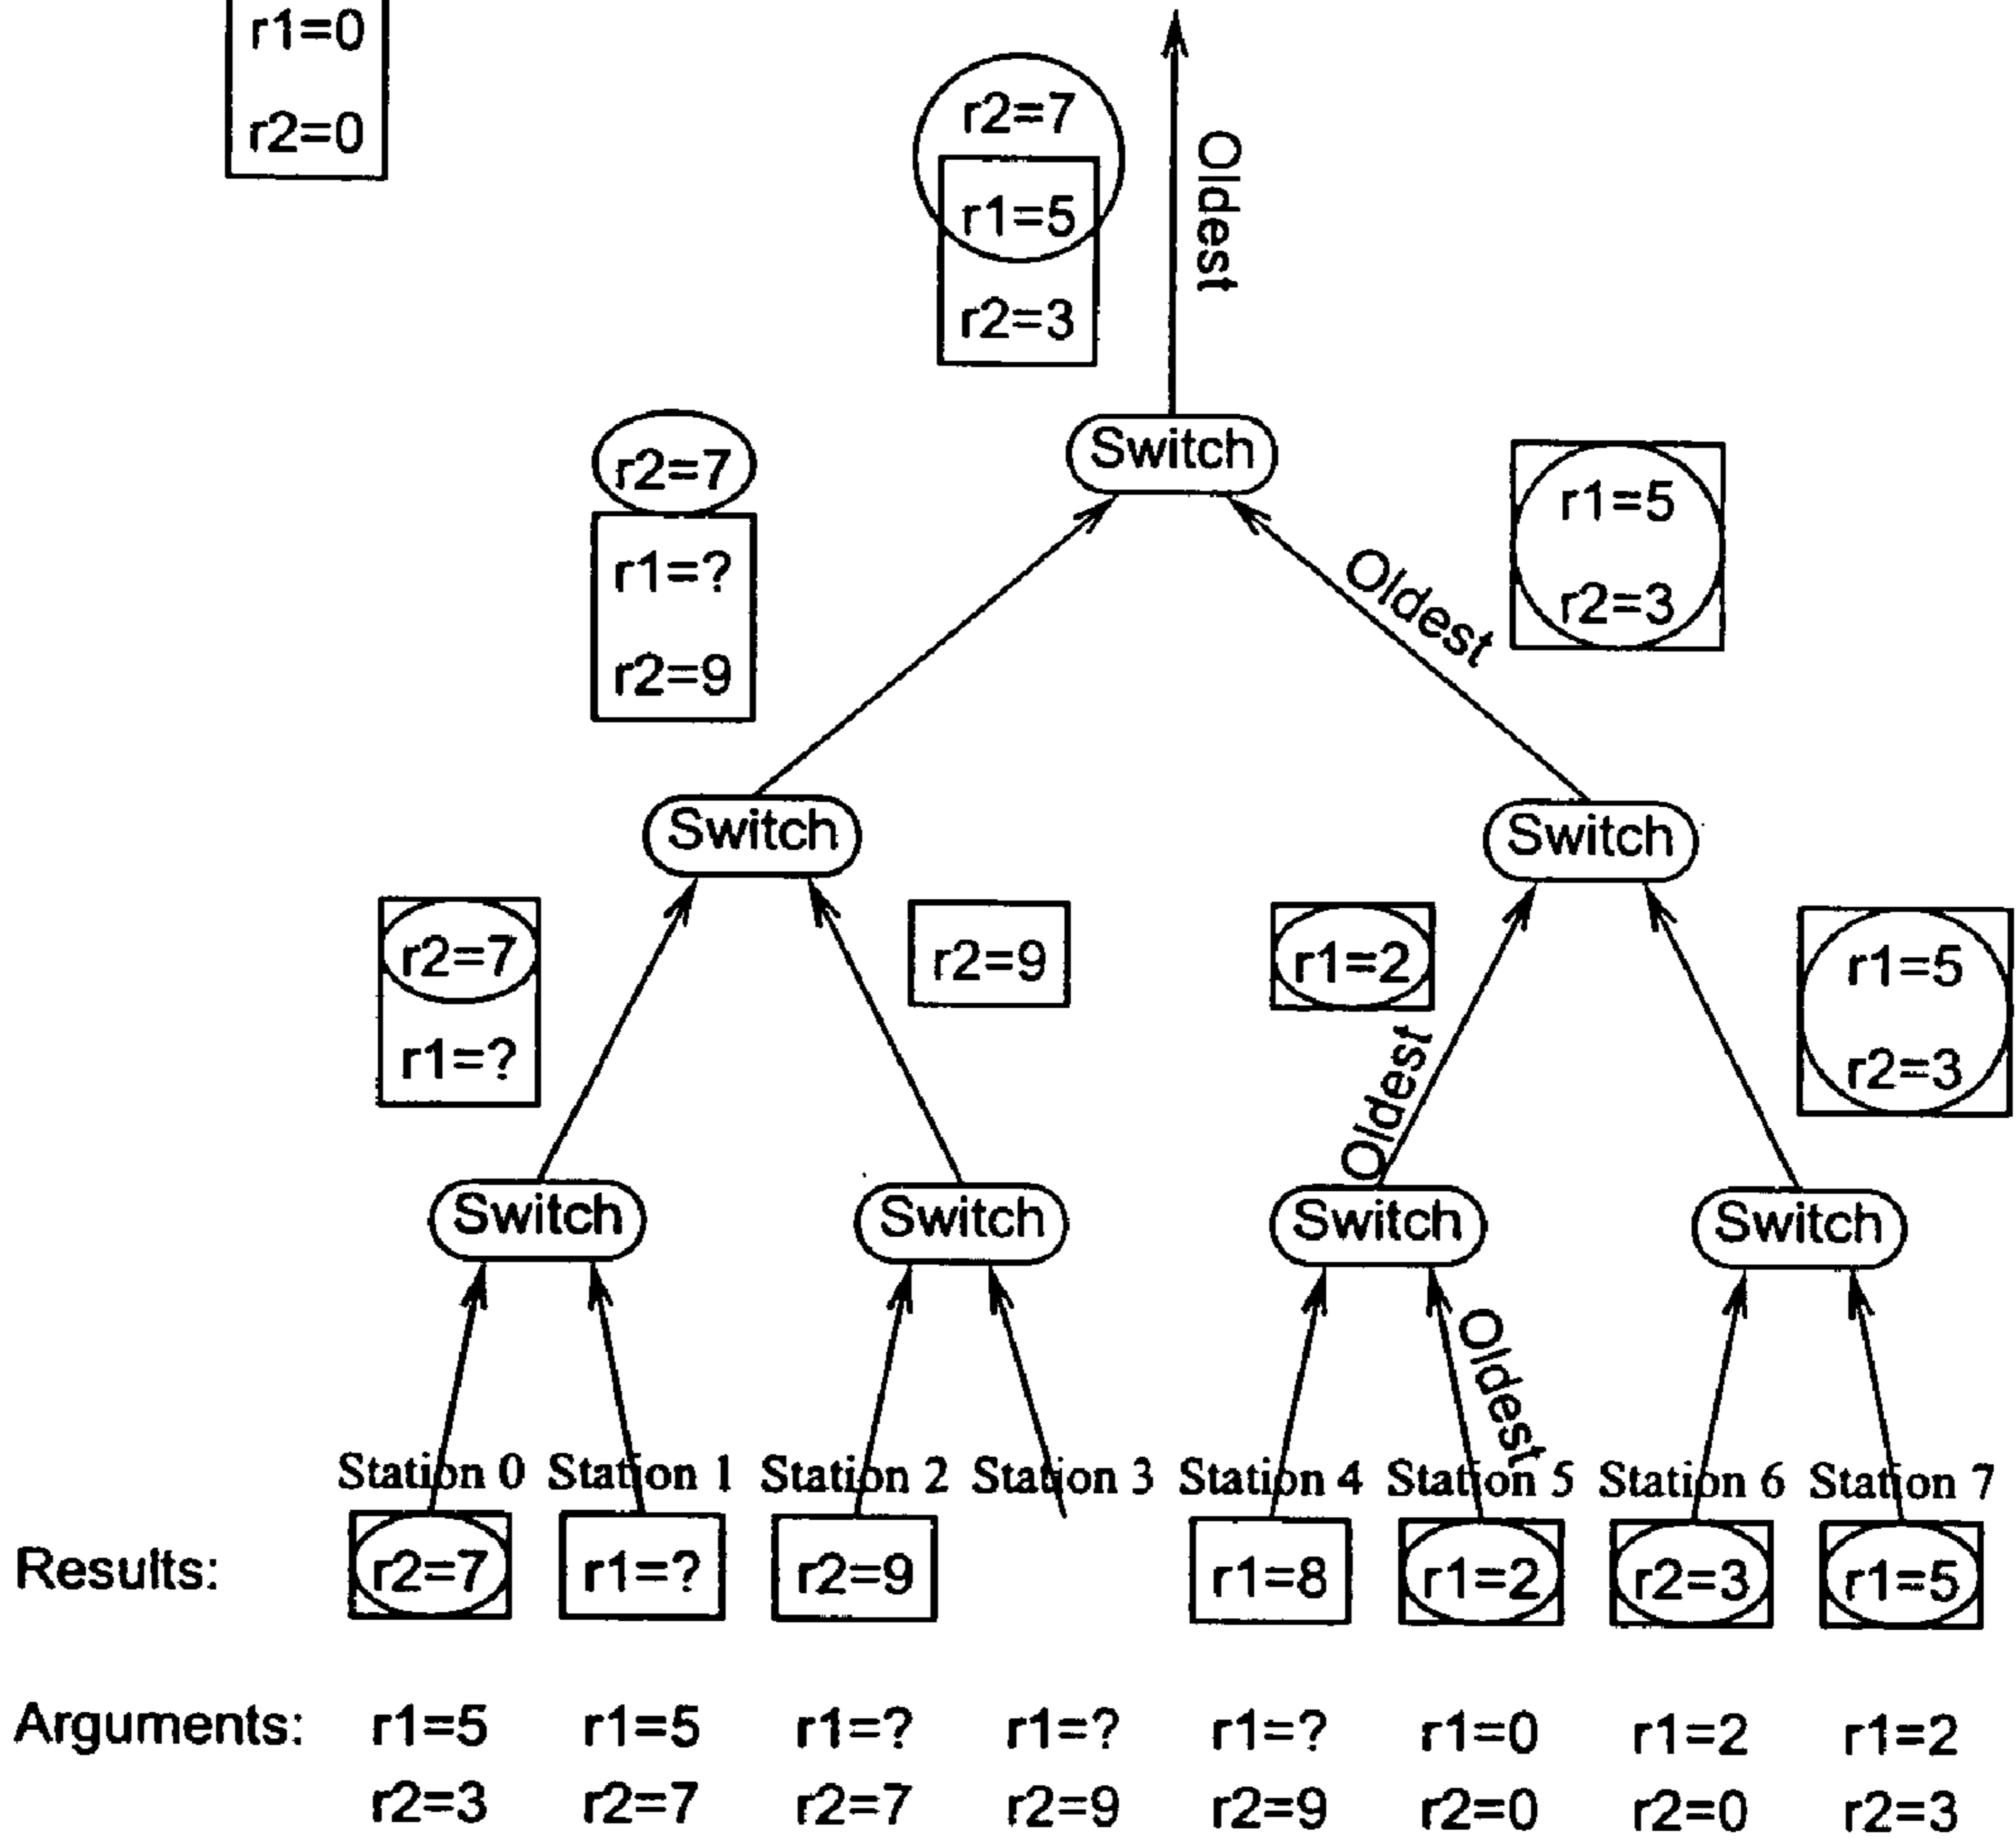 r1=0
r2=0
r2=7
r1=5
r2=3
Oldest
Switch
r2=7
r1=?
r2=9
r1=5
r2=3
Oldest
Switch
Switch
r2=7
r1=?
r2=9
r1=2
r1=5
r2=3
Oldest
Switch
Switch
Switch
Switch
Oldest
Station 0 Station 1 Station 2 Station 3 Station 4 Station 5 Station 6 Station 7
Results: r2=7 r1=? r2=9 r1=8 r1=2 r2=3 r1=5
Arguments: r1=5 r1=5 r1=? r1=? r1=? r1=0 r1=2 r1=2
r2=3 r2=7 r2=7 r2=9 r2=9 r2=0 r2=0 r2=3